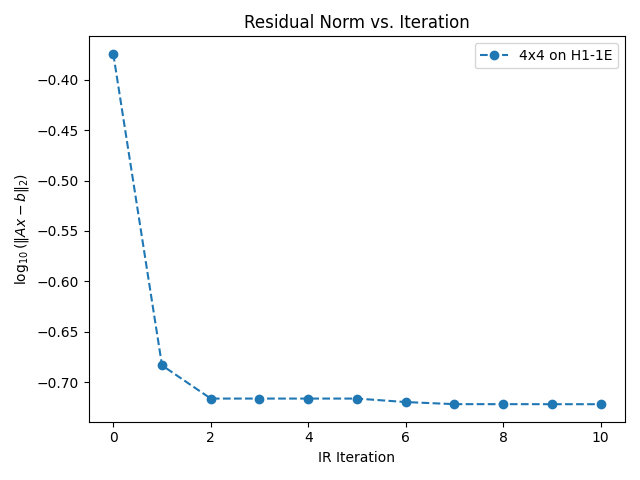 Residual Norm vs. Iteration
4x4 on H1-1E
log₁₀(‖Ax − b‖₂)
−0.40
−0.45
−0.50
−0.55
−0.60
−0.65
−0.70
0 2 4 6 8 10
IR Iteration